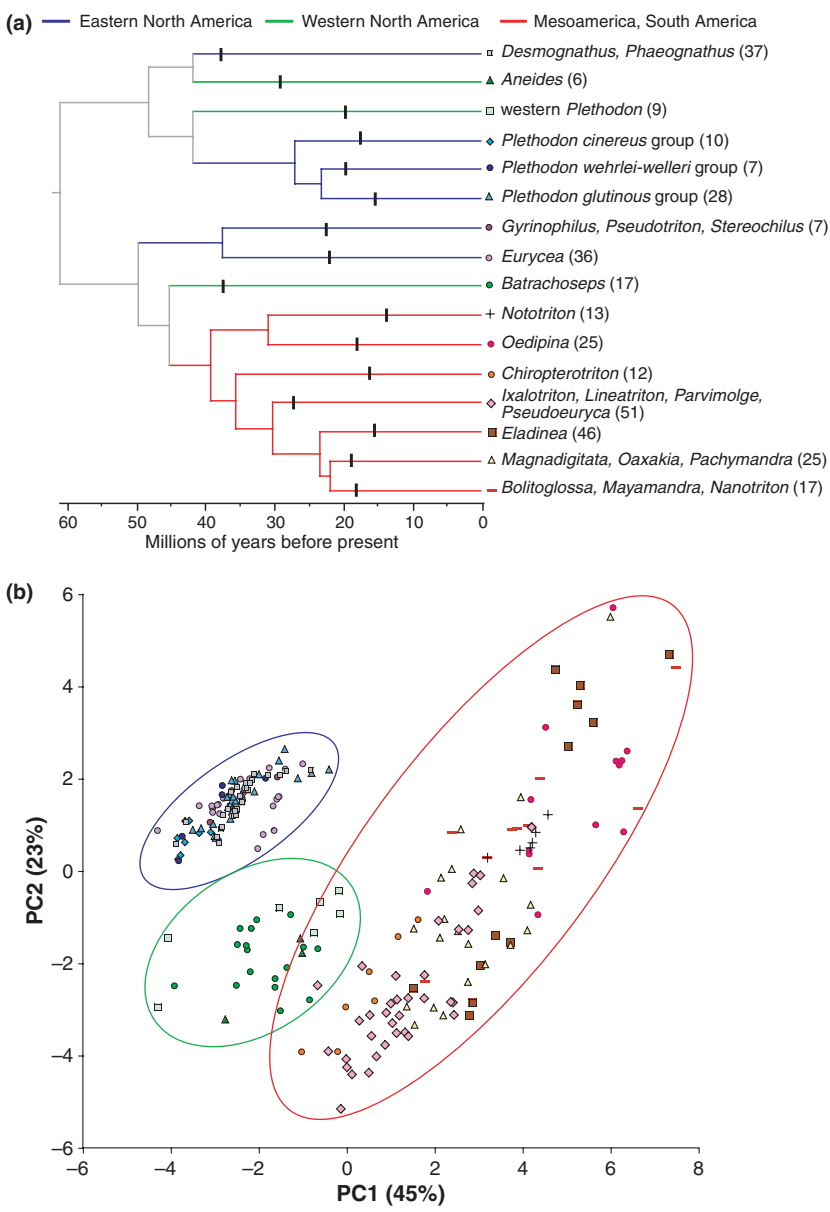 (a) Eastern North America Western North America Mesoamerica, South America
Desmognathus, Phaeognathus (37)
Aneides (6)
western Plethodon (9)
Plethodon cinereus group (10)
Plethodon wehrlei-welleri group (7)
Plethodon glutinous group (28)
Gyrinophilus, Pseudotriton, Stereochilus (7)
Eurycea (36)
Batrachoseps (17)
Nototriton (13)
Oedipina (25)
Chiropterotriton (12)
Ixalotriton, Lineatriton, Parvimolge,
Pseudoeuryca (51)
Eladinea (46)
Magnadigitata, Oaxakia, Pachymandra (25)
Bolitoglossa, Mayamandra, Nanotriton (17)
60 50 40 30 20 10 0
Millions of years before present
(b)
6
4
2
0
−2
−4
−6
PC2 (23%)
−6 −4 −2 0 2 4 6 8
PC1 (45%)